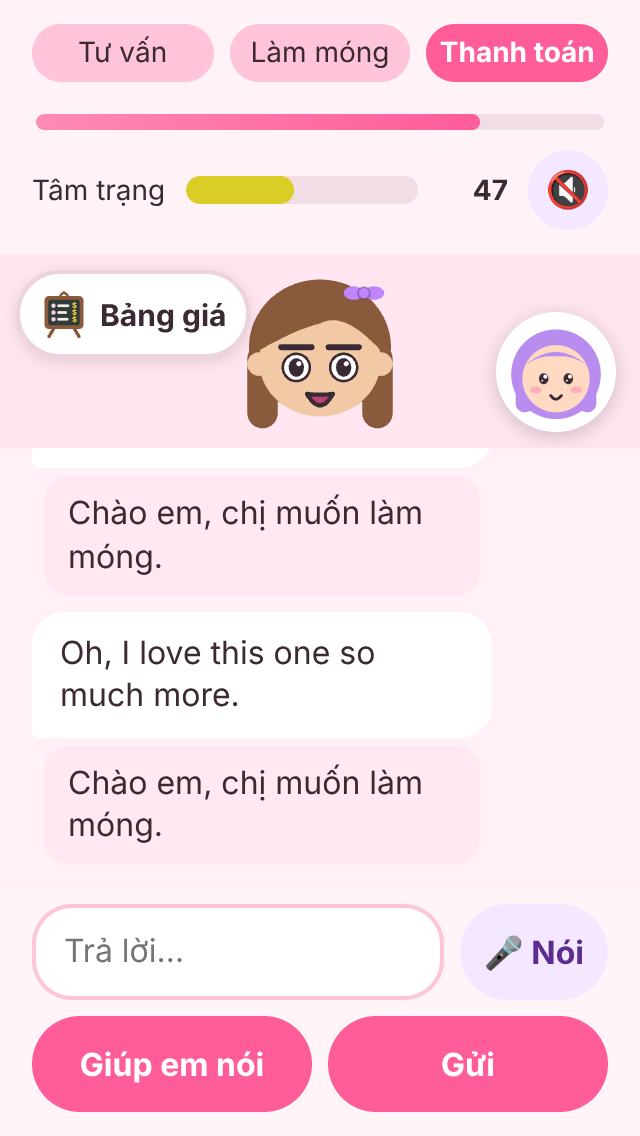 Tư vấn
Làm móng
Thanh toán
Tâm trạng
47
Bảng giá
Chào em, chị muốn làm
móng.
Oh, I love this one so
much more.
Chào em, chị muốn làm
móng.
Trả lời...
Nói
Giúp em nói
Gửi